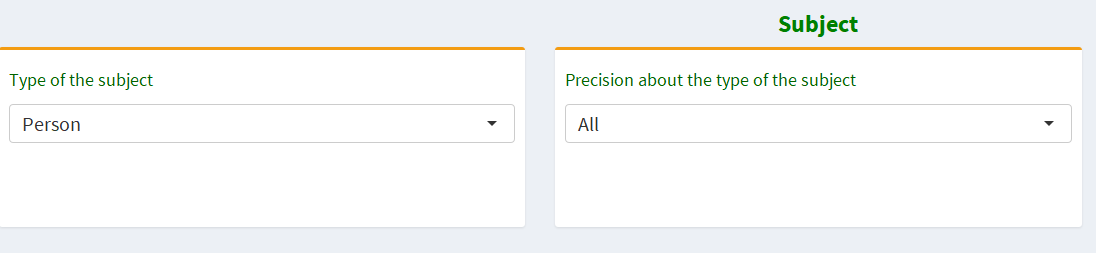 Subject
Type of the subject
Person
Precision about the type of the subject
All